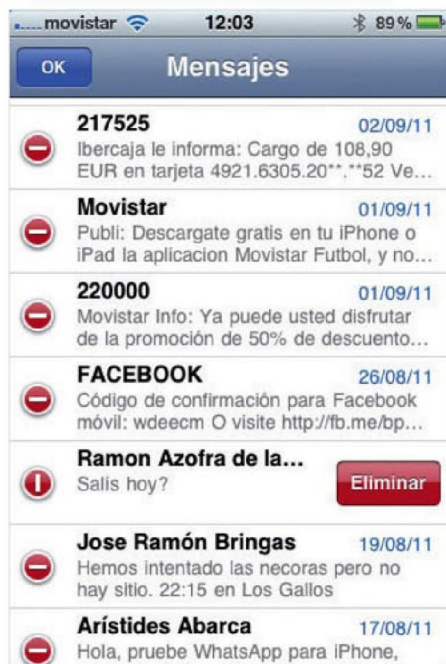 movistar 12:03 89 %
OK Mensajes
217525 02/09/11
Ibercaja le informa: Cargo de 108,90
EUR en tarjeta 4921.6305.20**.**52 Ve...
Movistar 01/09/11
Publi: Descargate gratis en tu iPhone o
iPad la aplicacion Movistar Futbol, y no...
220000 01/09/11
Movistar Info: Ya puede usted disfrutar
de la promoción de 50% de descuento...
FACEBOOK 26/08/11
Código de confirmación para Facebook
móvil: wdeecm O visite http://fb.me/bp...
Ramon Azofra de la...
Salis hoy? Eliminar
Jose Ramón Bringas 19/08/11
Hemos intentado las necoras pero no
hay sitio. 22:15 en Los Gallos
Arístides Abarca 17/08/11
Hola, pruebe WhatsApp para iPhone,